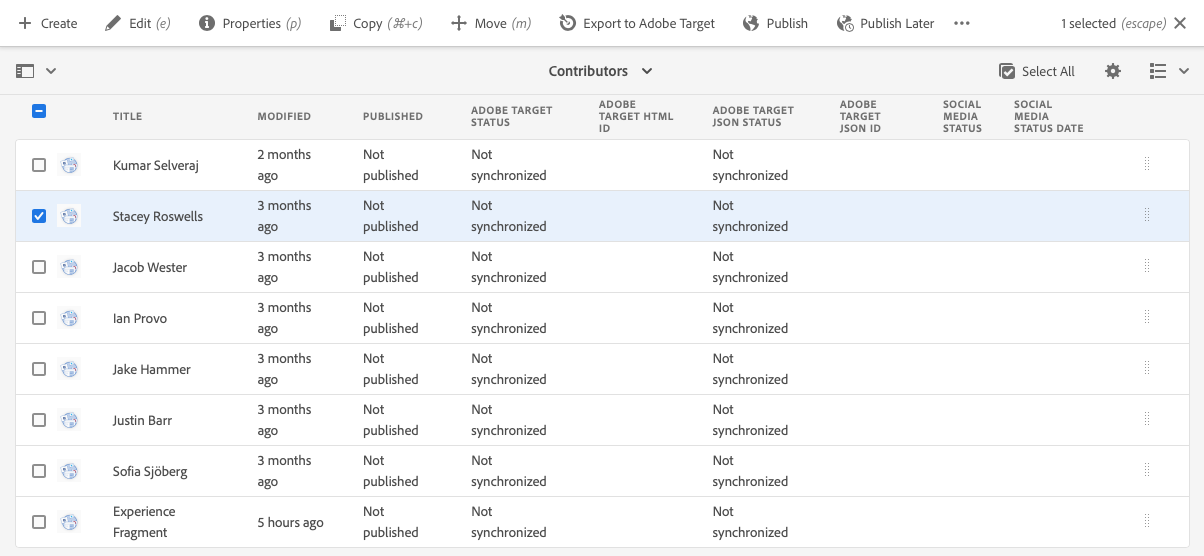 Create Edit (e) Properties (p) Copy (⌘+c) Move (m) Export to Adobe Target Publish Publish Later ••• 1 selected (escape)
Contributors Select All
TITLE MODIFIED PUBLISHED ADOBE TARGET STATUS ADOBE TARGET HTML ID ADOBE TARGET JSON STATUS ADOBE TARGET JSON ID SOCIAL MEDIA STATUS SOCIAL MEDIA STATUS DATE
Kumar Selveraj 2 months ago Not published Not synchronized Not synchronized
Stacey Roswells 3 months ago Not published Not synchronized Not synchronized
Jacob Wester 3 months ago Not published Not synchronized Not synchronized
Ian Provo 3 months ago Not published Not synchronized Not synchronized
Jake Hammer 3 months ago Not published Not synchronized Not synchronized
Justin Barr 3 months ago Not published Not synchronized Not synchronized
Sofia Sjöberg 3 months ago Not published Not synchronized Not synchronized
Experience Fragment 5 hours ago Not published Not synchronized Not synchronized